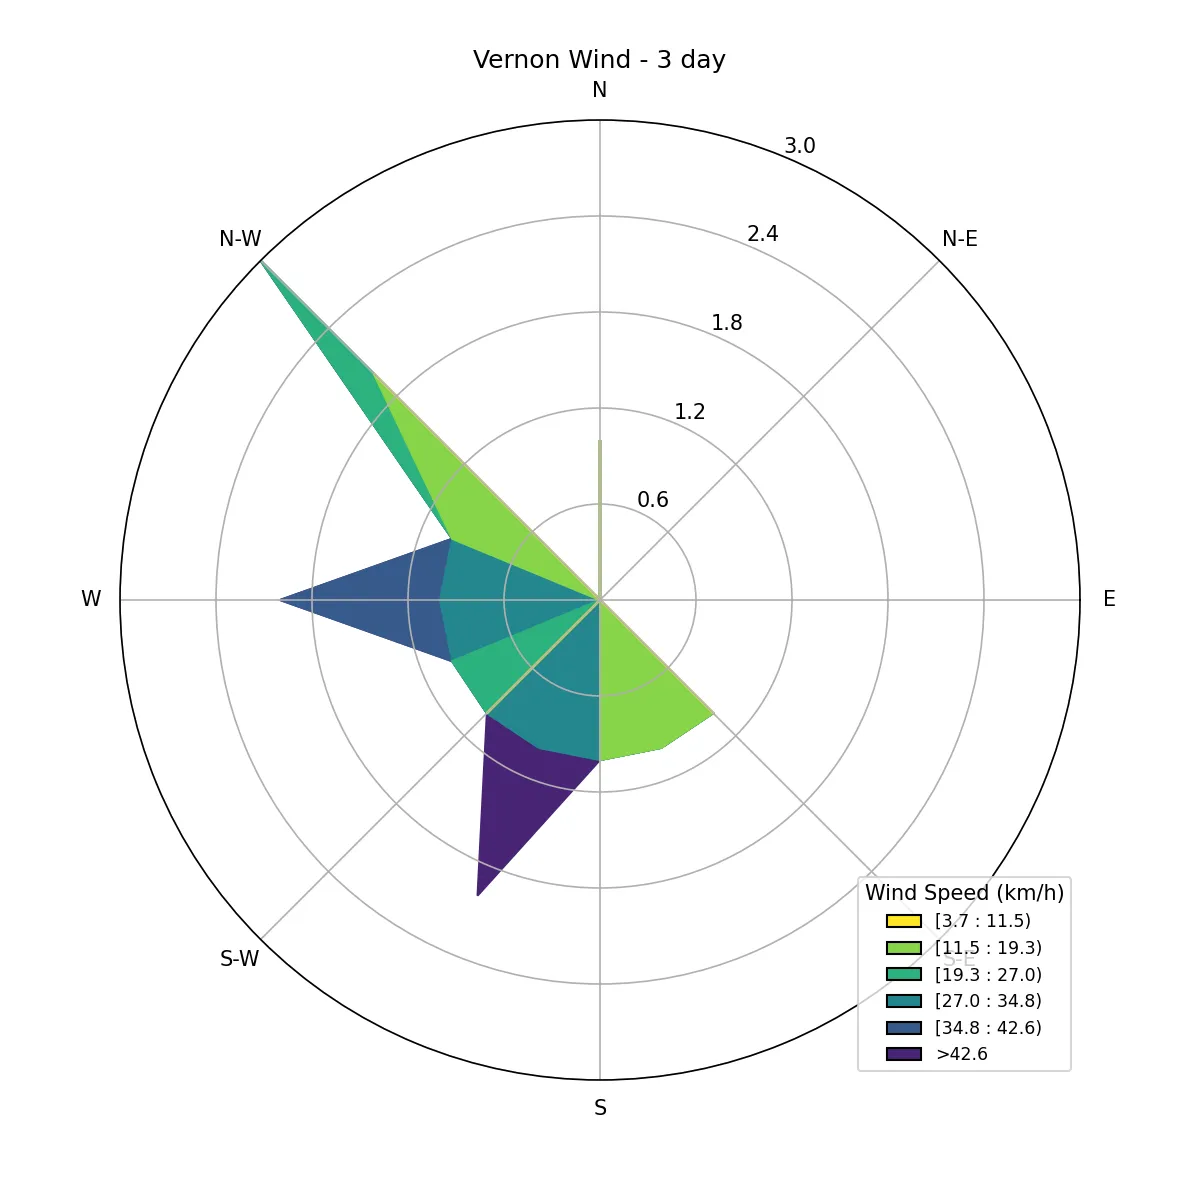 Vernon Wind - 3 day
N
3.0
N-W
2.4
N-E
1.8
1.2
0.6
W
E
Wind Speed (km/h)
[3.7 : 11.5)
[11.5 : 19.3)
S-W
S-E
[19.3 : 27.0)
[27.0 : 34.8)
[34.8 : 42.6)
>42.6
S